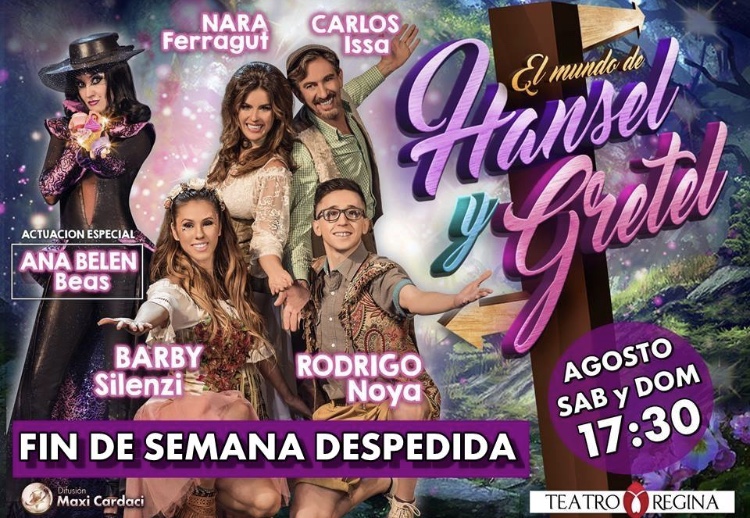 NARA
Ferragut
CARLOS
Issa
El mundo de
Hansel
y Gretel
ACTUACION ESPECIAL
ANA BELEN
Beas
BARBY
Silenzi
RODRIGO
Noya
AGOSTO
SAB y DOM
17:30
FIN DE SEMANA DESPEDIDA
Difusión
Maxi Cardaci
TEATRO REGINA